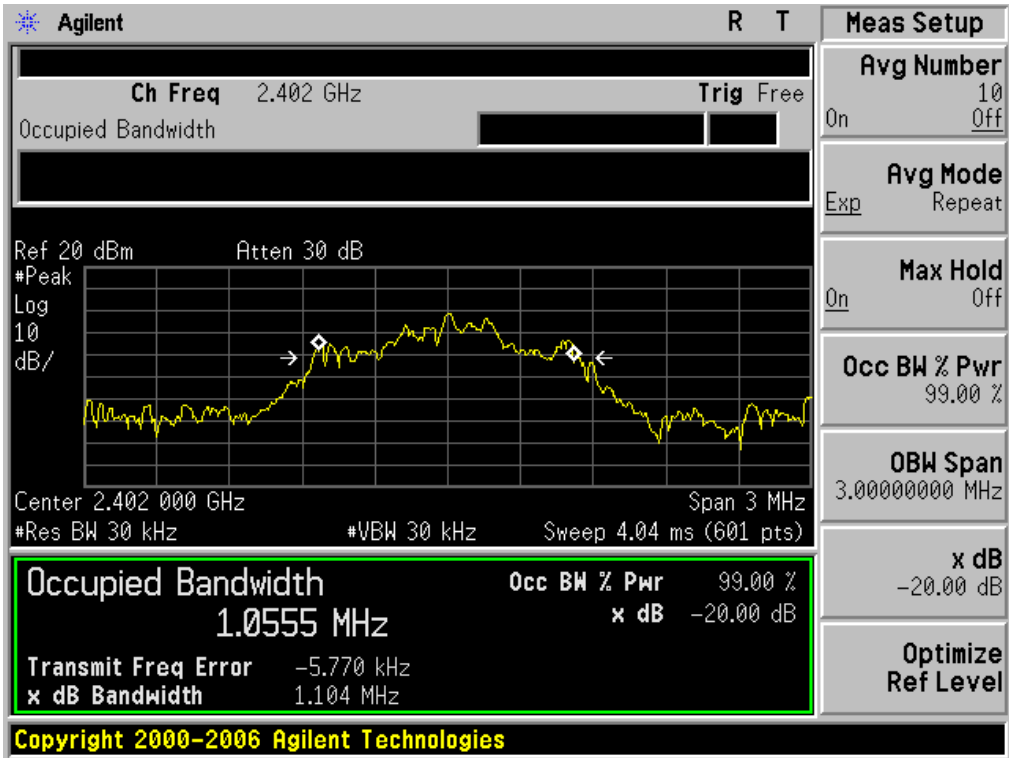 Agilent R T
Ch Freq 2.402 GHz Trig Free
Occupied Bandwidth
Ref 20 dBm Atten 30 dB
#Peak
Log
10
dB/
Center 2.402 000 GHz Span 3 MHz
#Res BW 30 kHz #VBW 30 kHz Sweep 4.04 ms (601 pts)
Occupied Bandwidth Occ BW % Pwr 99.00 %
1.0555 MHz x dB -20.00 dB
Transmit Freq Error -5.770 kHz
x dB Bandwidth 1.104 MHz
Copyright 2000-2006 Agilent Technologies
Meas Setup
Avg Number
10
On Off
Avg Mode
Exp Repeat
Max Hold
On Off
Occ BW % Pwr
99.00 %
OBW Span
3.00000000 MHz
x dB
-20.00 dB
Optimize
Ref Level